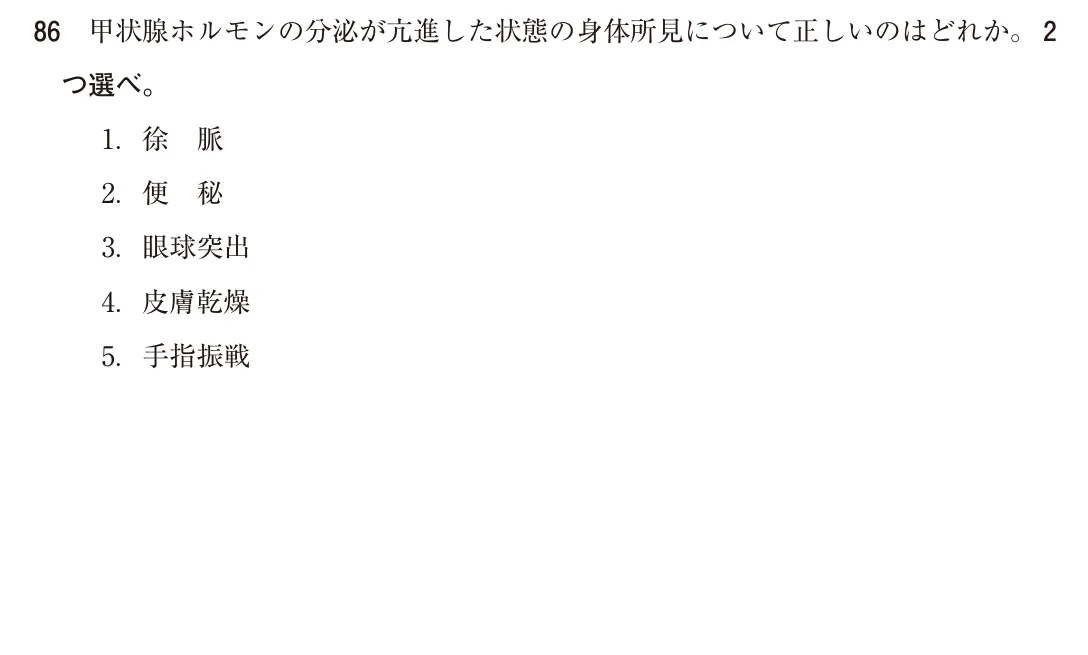 86 甲状腺ホルモンの分泌が亢進した状態の身体所見について正しいのはどれか。2
つ選べ。
1. 徐　脈
2. 便　秘
3. 眼球突出
4. 皮膚乾燥
5. 手指振戦